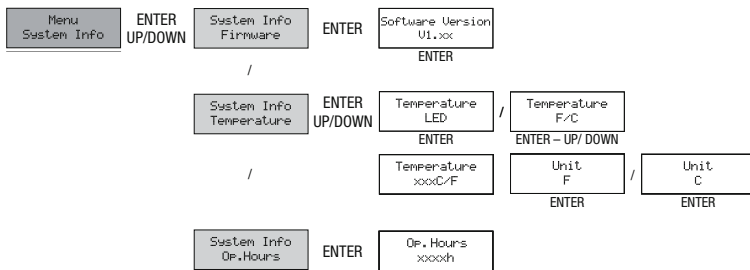 Menu
System Info
ENTER
UP/DOWN
System Info
Firmware
ENTER
Software Version
V1.xx
ENTER
/
System Info
Temperature
ENTER
UP/DOWN
Temperature
LED
ENTER
/
Temperature
F/C
ENTER – UP/ DOWN
/
Temperature
xxxC/F
Unit
F
ENTER
/
Unit
C
ENTER
System Info
Op.Hours
ENTER
Op.Hours
xxxxh